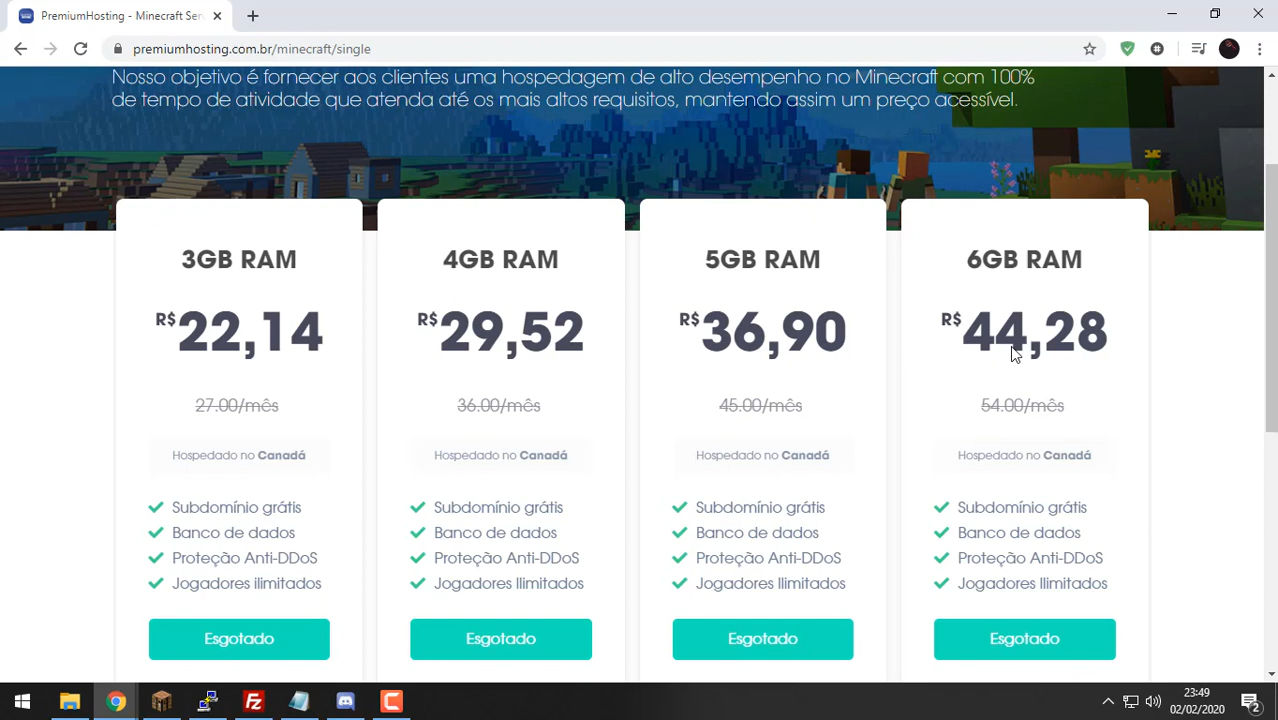 PremiumHosting - Minecraft Ser
premiumhosting.com.br/minecraft/single
Nosso objetivo é fornecer aos clientes uma hospedagem de alto desempenho no Minecraft com 100%
de tempo de atividade que atenda até os mais altos requisitos, mantendo assim um preço acessível.
3GB RAM
R$22,14
27.00/mês
Hospedado no Canadá
Subdomínio grátis
Banco de dados
Proteção Anti-DDoS
Jogadores ilimitados
Esgotado
4GB RAM
R$29,52
36.00/mês
Hospedado no Canadá
Subdomínio grátis
Banco de dados
Proteção Anti-DDoS
Jogadores Ilimitados
Esgotado
5GB RAM
R$36,90
45.00/mês
Hospedado no Canadá
Subdomínio grátis
Banco de dados
Proteção Anti-DDoS
Jogadores Ilimitados
Esgotado
6GB RAM
R$44,28
54.00/mês
Hospedado no Canadá
Subdomínio grátis
Banco de dados
Proteção Anti-DDoS
Jogadores Ilimitados
Esgotado
Fz
23:49
02/02/2020
2